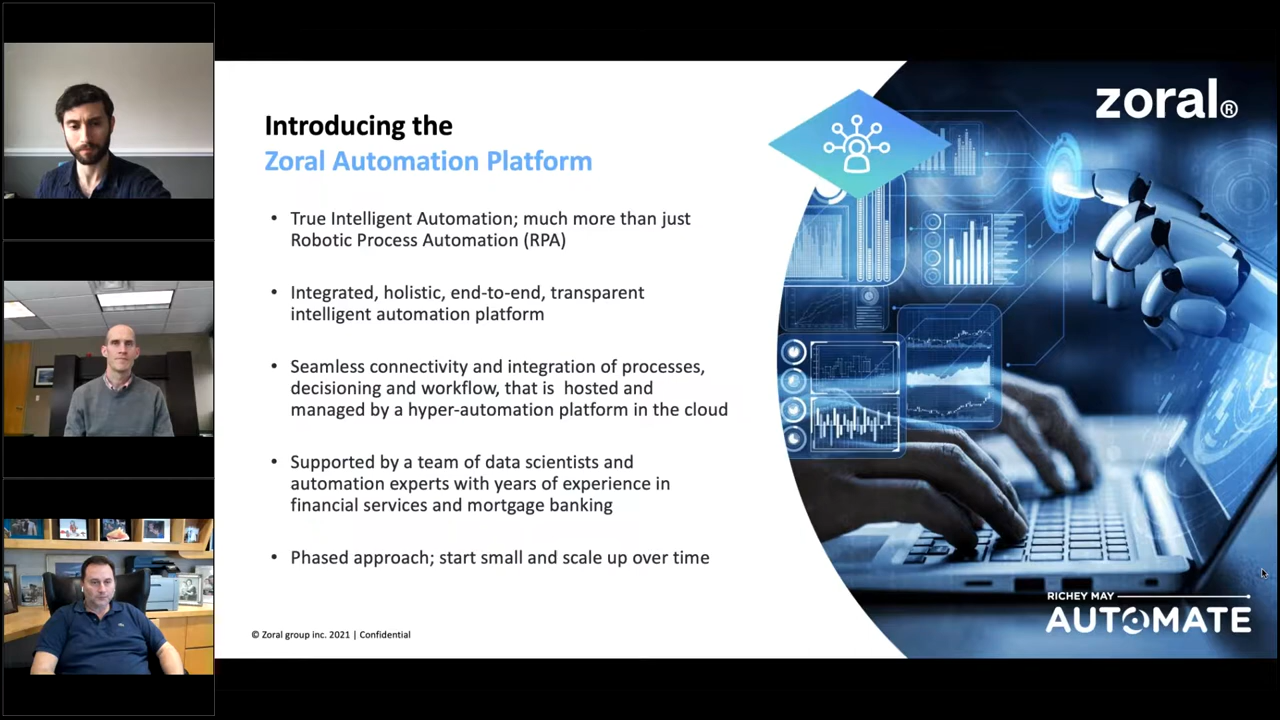 Introducing the
Zoral Automation Platform
• True Intelligent Automation; much more than just
Robotic Process Automation (RPA)
• Integrated, holistic, end-to-end, transparent
intelligent automation platform
• Seamless connectivity and integration of processes,
decisioning and workflow, that is  hosted and
managed by a hyper-automation platform in the cloud
• Supported by a team of data scientists and
automation experts with years of experience in
financial services and mortgage banking
• Phased approach; start small and scale up over time
© Zoral group inc. 2021 | Confidential
zoral®
RICHEY MAY
AUTOMATE